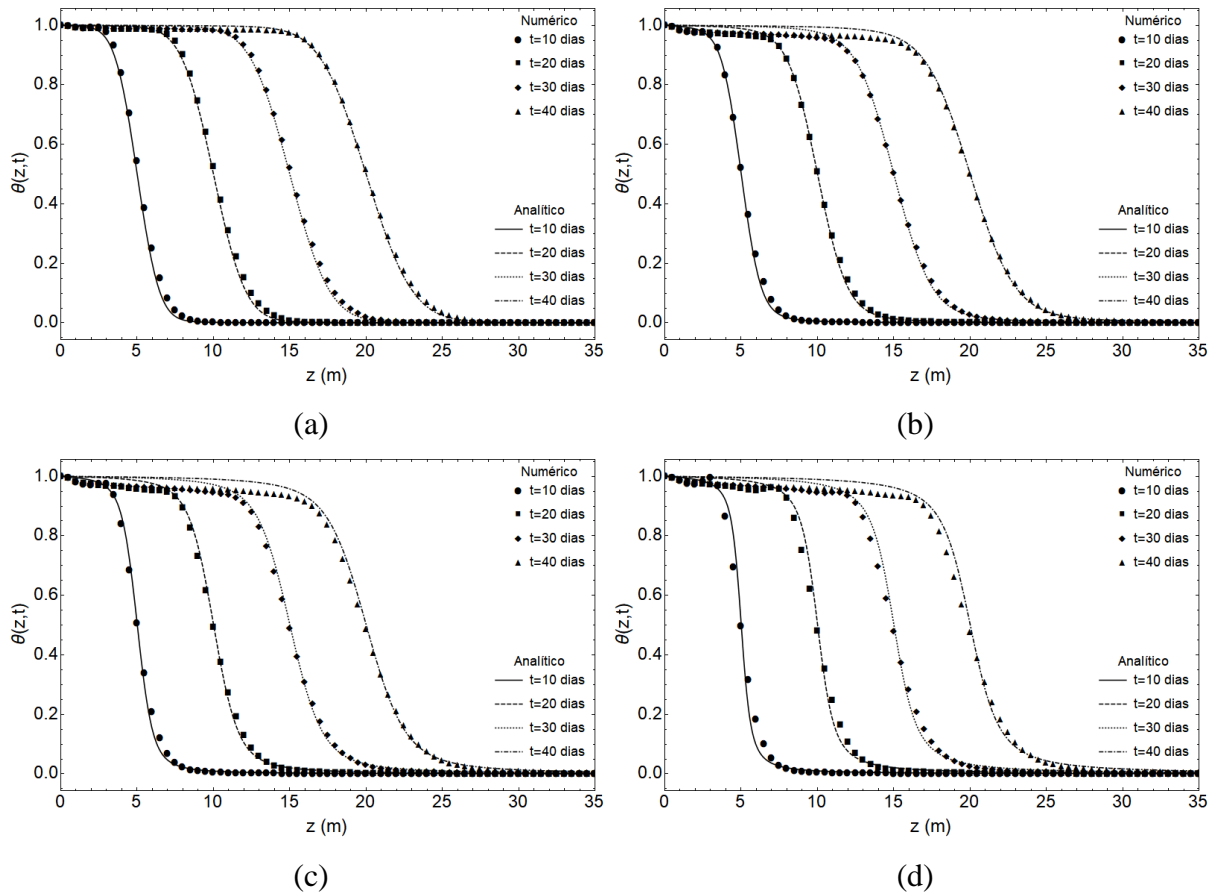 Numérico
t=10 dias
t=20 dias
t=30 dias
t=40 dias
θ(z,t)
1.0
0.8
0.6
0.4
0.2
0.0
Analítico
t=10 dias
t=20 dias
t=30 dias
t=40 dias
0 5 10 15 20 25 30 35
z (m)
(a)
Numérico
t=10 dias
t=20 dias
t=30 dias
t=40 dias
θ(z,t)
1.0
0.8
0.6
0.4
0.2
0.0
Analítico
t=10 dias
t=20 dias
t=30 dias
t=40 dias
0 5 10 15 20 25 30 35
z (m)
(b)
Numérico
t=10 dias
t=20 dias
t=30 dias
t=40 dias
θ(z,t)
1.0
0.8
0.6
0.4
0.2
0.0
Analítico
t=10 dias
t=20 dias
t=30 dias
t=40 dias
0 5 10 15 20 25 30 35
z (m)
(c)
Numérico
t=10 dias
t=20 dias
t=30 dias
t=40 dias
θ(z,t)
1.0
0.8
0.6
0.4
0.2
0.0
Analítico
t=10 dias
t=20 dias
t=30 dias
t=40 dias
0 5 10 15 20 25 30 35
z (m)
(d)